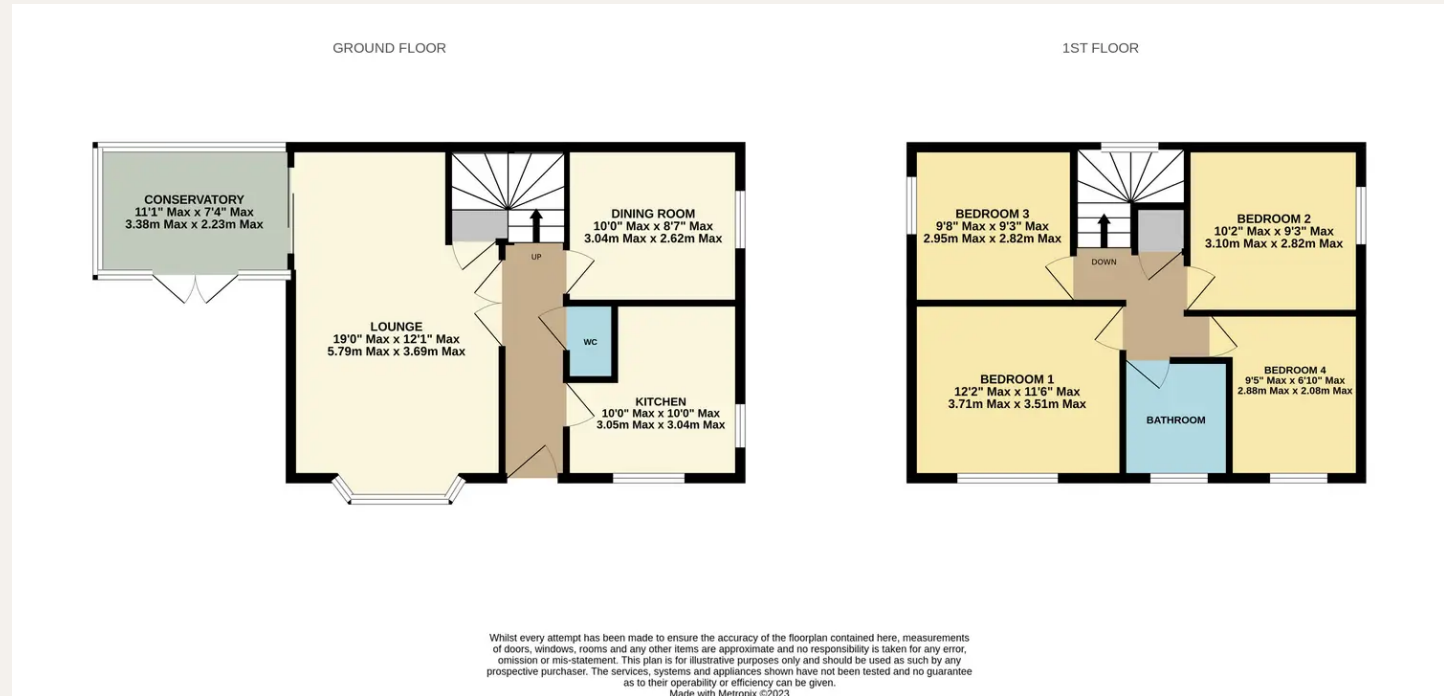 GROUND FLOOR
1ST FLOOR
CONSERVATORY
11'1" Max x 7'4" Max
3.38m Max x 2.23m Max
DINING ROOM
10'0" Max x 8'7" Max
3.04m Max x 2.62m Max
UP
LOUNGE
19'0" Max x 12'1" Max
5.79m Max x 3.69m Max
WC
KITCHEN
10'0" Max x 10'0" Max
3.05m Max x 3.04m Max
BEDROOM 3
9'8" Max x 9'3" Max
2.95m Max x 2.82m Max
BEDROOM 2
10'2" Max x 9'3" Max
3.10m Max x 2.82m Max
DOWN
BEDROOM 1
12'2" Max x 11'6" Max
3.71m Max x 3.51m Max
BEDROOM 4
9'5" Max x 6'10" Max
2.88m Max x 2.08m Max
BATHROOM
Whilst every attempt has been made to ensure the accuracy of the floorplan contained here, measurements
of doors, windows, rooms and any other items are approximate and no responsibility is taken for any error,
omission or mis-statement. This plan is for illustrative purposes only and should be used as such by any
prospective purchaser. The services, systems and appliances shown have not been tested and no guarantee
as to their operability or efficiency can be given.
Made with Metropix ©2023